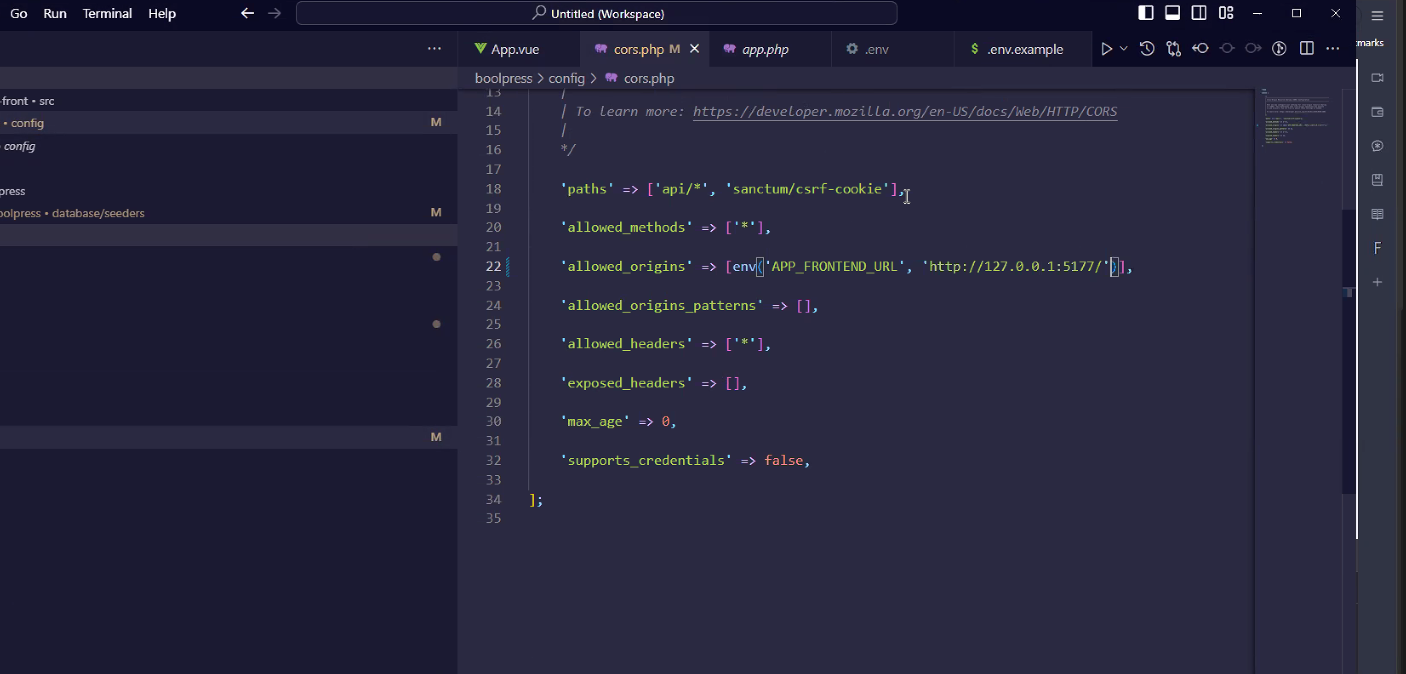 Go Run Terminal Help Untitled (Workspace)
marks
App.vue cors.php M app.php .env $ .env.example
boolpress > config > cors.php
-front • src
• config M
config
press
oolpress • database/seeders M
M
13 |
14 | To learn more: https://developer.mozilla.org/en-US/docs/Web/HTTP/CORS
15 |
16 */
17
18 'paths' => ['api/*', 'sanctum/csrf-cookie'],
19
20 'allowed_methods' => ['*'],
21
22 'allowed_origins' => [env('APP_FRONTEND_URL', 'http://127.0.0.1:5177/')],
23
24 'allowed_origins_patterns' => [],
25
26 'allowed_headers' => ['*'],
27
28 'exposed_headers' => [],
29
30 'max_age' => 0,
31
32 'supports_credentials' => false,
33
34 ];
35
F